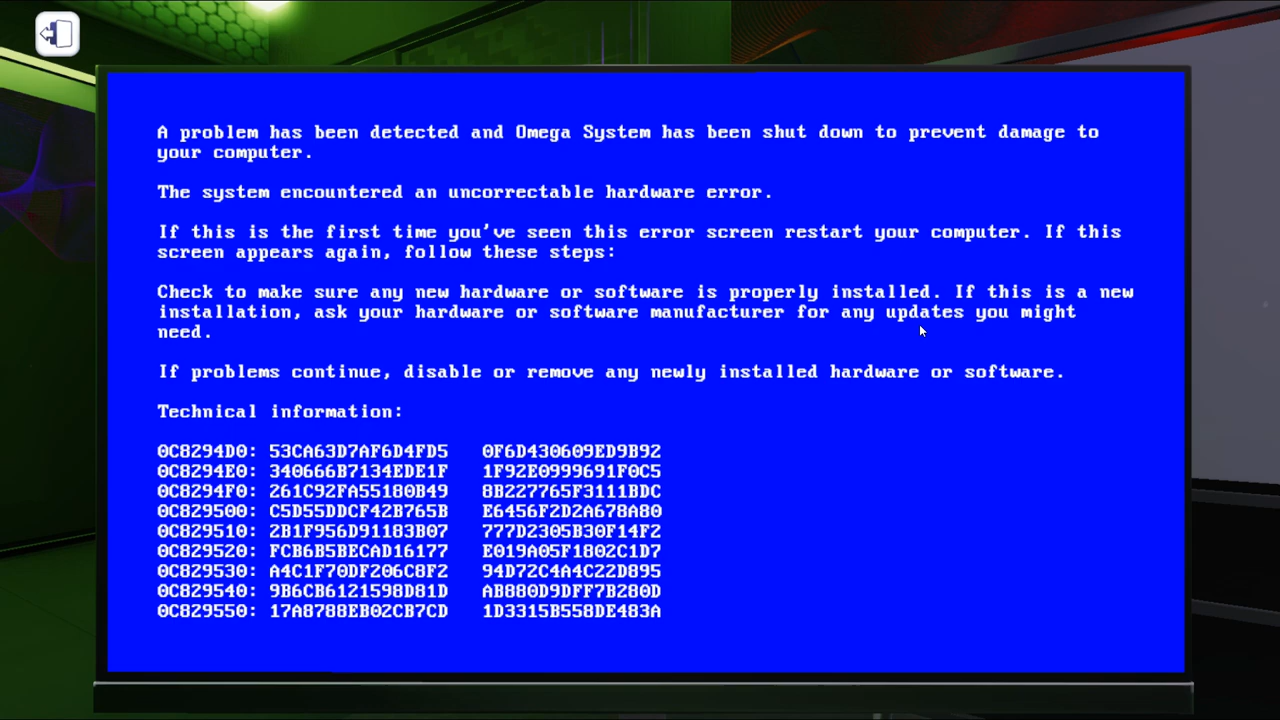 A problem has been detected and Omega System has been shut down to prevent damage to
your computer.
The system encountered an uncorrectable hardware error.
If this is the first time you've seen this error screen restart your computer. If this
screen appears again, follow these steps:
Check to make sure any new hardware or software is properly installed. If this is a new
installation, ask your hardware or software manufacturer for any updates you might
need.
If problems continue, disable or remove any newly installed hardware or software.
Technical information:
0C8294D0: 53CA63D7AF6D4FD5 0F6D430609ED9B92
0C8294E0: 340666B7134EDE1F 1F92E0999691F0C5
0C8294F0: 261C92FA55180B49 8B227765F3111BDC
0C829500: C5D55DDCF42B765B E6456F2D2A678A80
0C829510: 2B1F956D91183B07 777D2305B30F14F2
0C829520: FCB6B5BECAD16177 E019A05F1802C1D7
0C829530: A4C1F70DF206C8F2 94D72C4A4C22D895
0C829540: 9B6CB6121598D81D AB880D9DFF7B280D
0C829550: 17A8788EB02CB7CD 1D3315B558DE483A